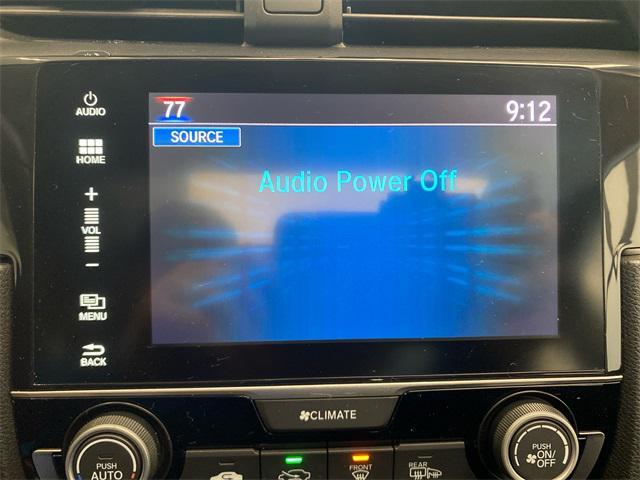 77
9:12
AUDIO
SOURCE
HOME
Audio Power Off
+
VOL
−
MENU
BACK
CLIMATE
PUSH
AUTO
FRONT
REAR
PUSH
ON/
OFF